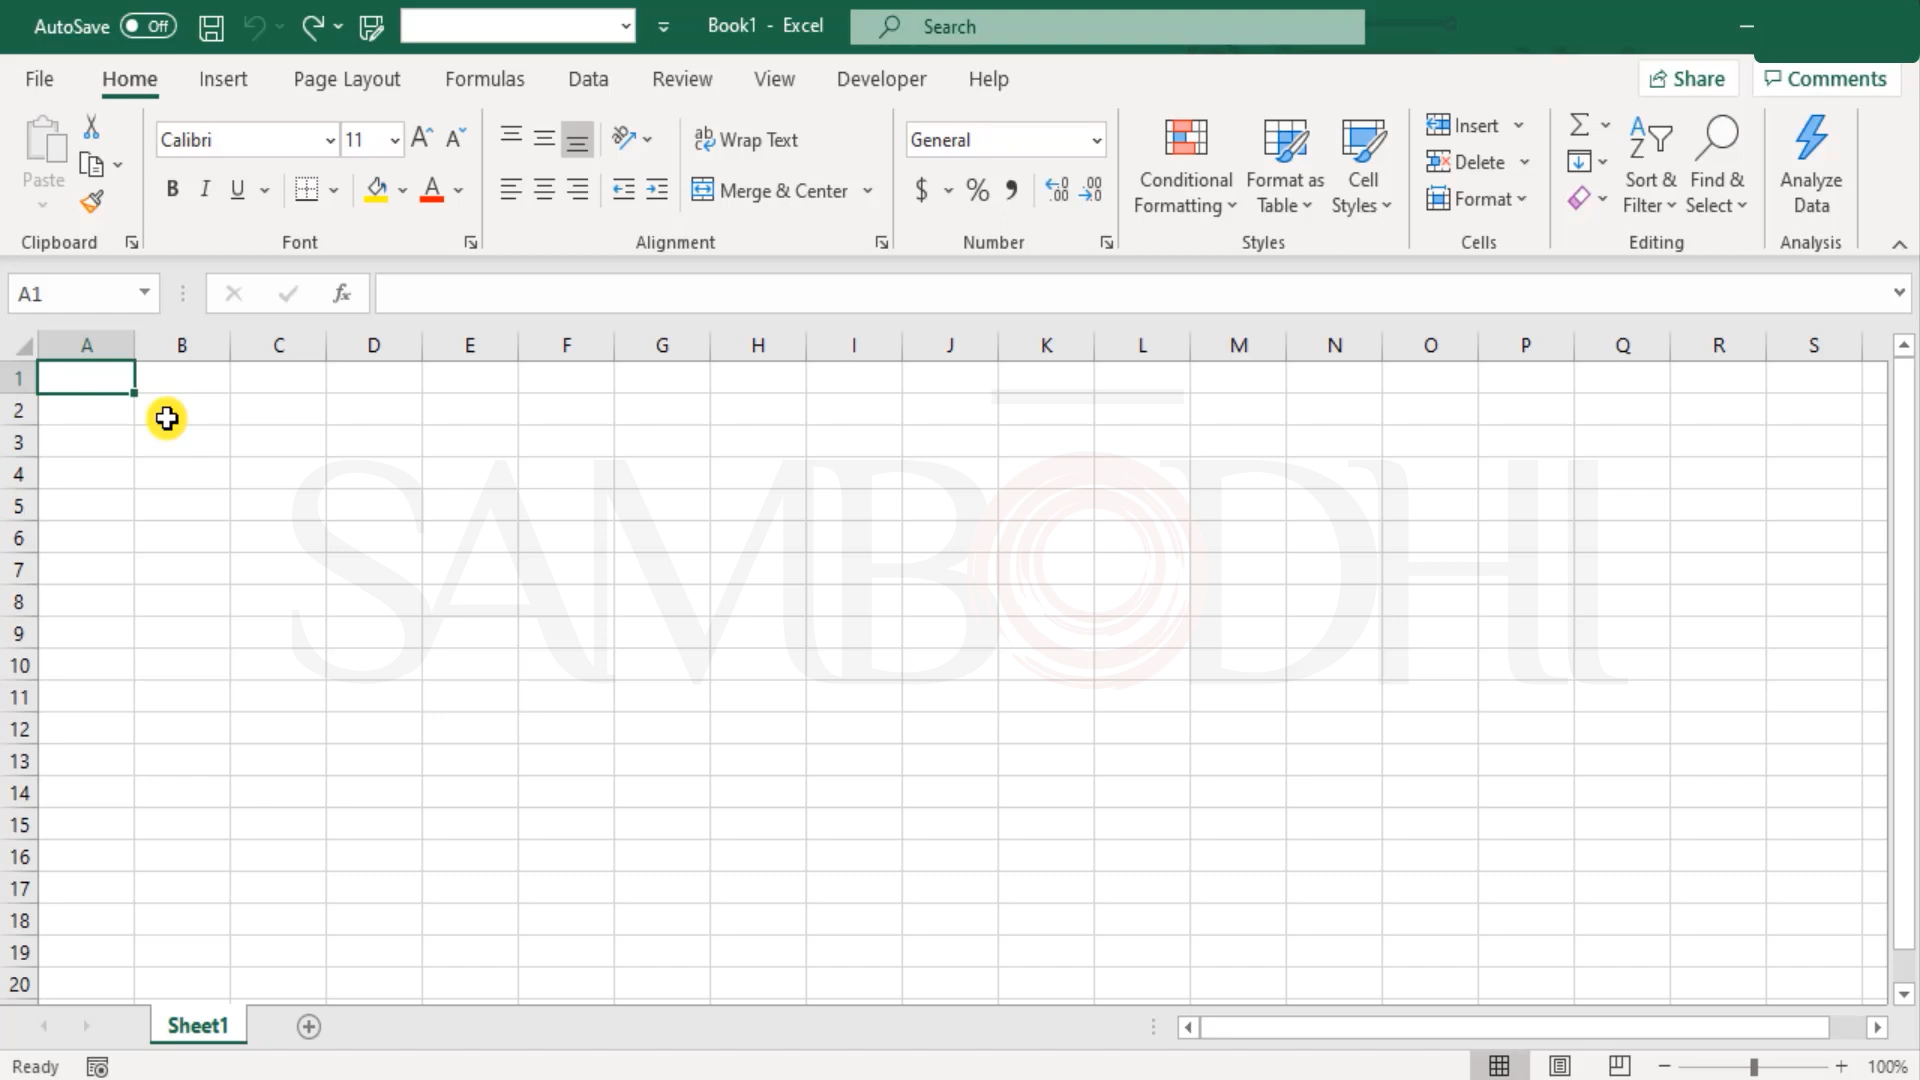 AutoSave Off Book1 - Excel Search
File Home Insert Page Layout Formulas Data Review View Developer Help Share Comments
Calibri 11 ab Wrap Text General Insert
Paste B I U A Merge & Center $ % Conditional Formatting Format as Table Cell Styles Delete Format Sort & Filter Find & Select Analyze Data
Clipboard Font Alignment Number Styles Cells Editing Analysis
A1 fx
A B C D E F G H I J K L M N O P Q R S
1
2
3
4
5
6
7
8
9
10
11
12
13
14
15
16
17
18
19
20
SAMBODHI
Sheet1
Ready 100%